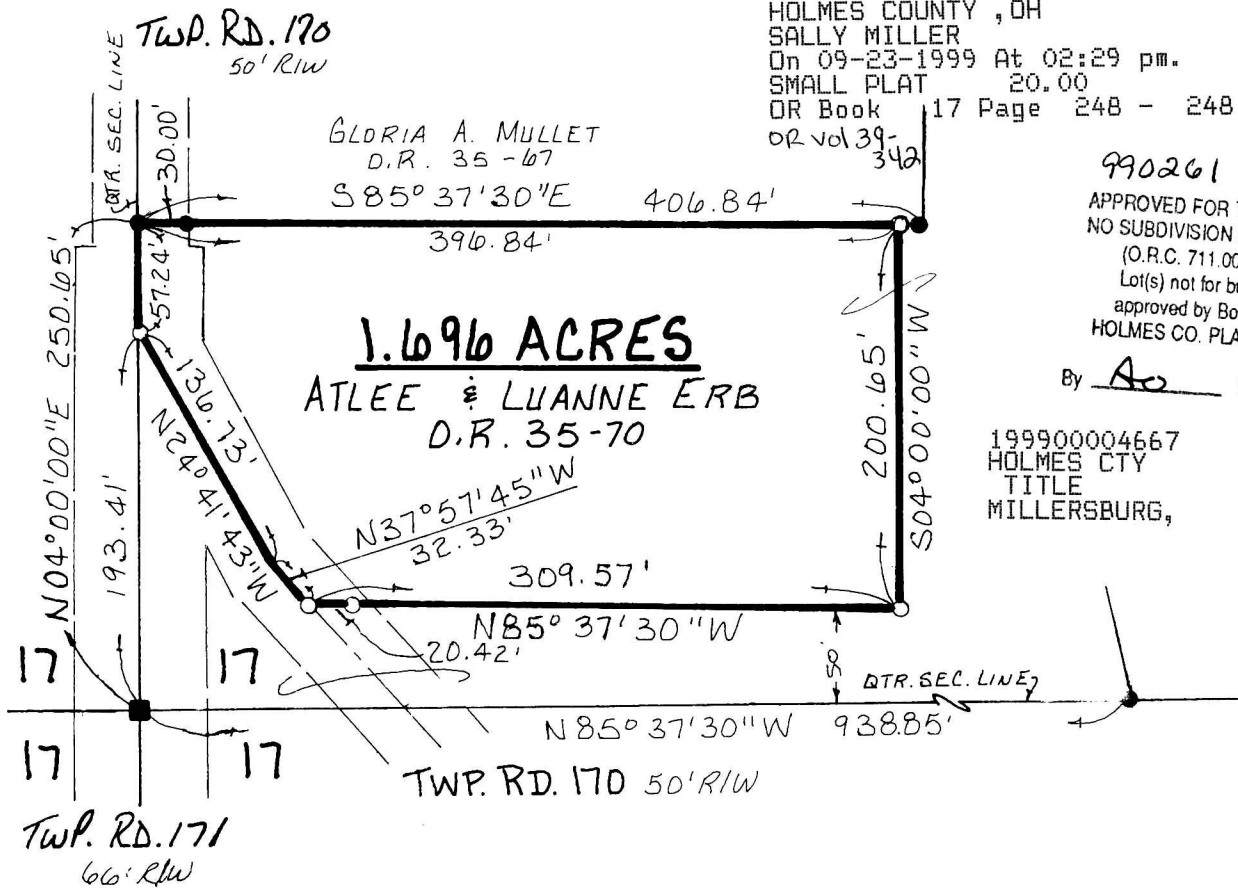 HOLMES COUNTY , OH
SALLY MILLER
On 09-23-1999 At 02:29 pm.
SMALL PLAT 20.00
OR Book 17 Page 248 - 248
OR Vol 39-
342
TWP. RD. 170
50' R/W
QTR. SEC. LINE
30.00'
GLORIA A. MULLET
D.R. 35-67
S85°37'30"E 406.84'
396.84'
990261
APPROVED FOR
NO SUBDIVISION
(O.R.C. 711.00
Lot(s) not for
approved by
HOLMES CO.
By
N04°00'00"E 250.65'
57.24'
193.41'
136.73'
N24°41'43"W
1.696 ACRES
ATLEE & LUANNE ERB
D.R. 35-70
N37°57'45"W
32.33'
200.65'
S04°00'00"W
199900004667
HOLMES CTY
TITLE
MILLERSBURG,
309.57'
N85°37'30"W
20.42'
50'
QTR. SEC. LINE
N85°37'30"W 938.85'
17 17
17 17
TWP. RD. 170 50' R/W
TWP. RD. 171
66' R/W